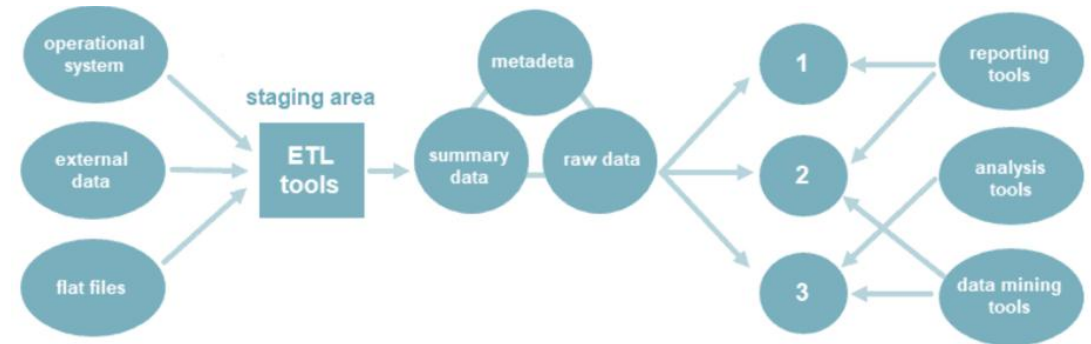 operational
system
external
data
flat files
staging area
ETL
tools
metadeta
summary
data
raw data
1
2
3
reporting
tools
analysis
tools
data mining
tools